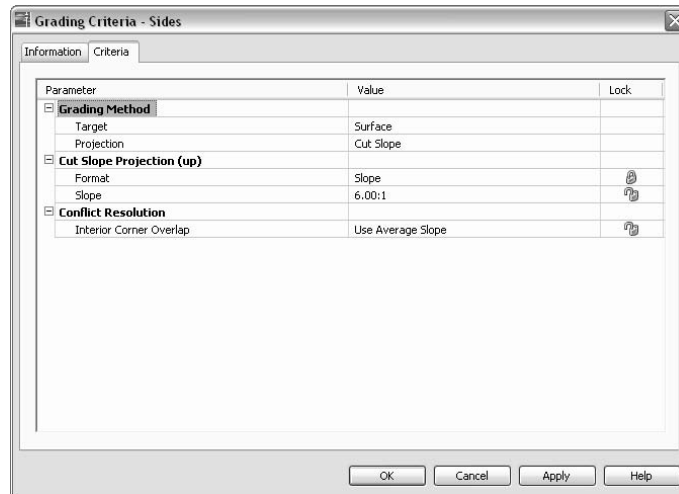 Grading Criteria - Sides
Information Criteria
Parameter Value Lock
Grading Method
Target Surface
Projection Cut Slope
Cut Slope Projection (up)
Format Slope
Slope 6.00:1
Conflict Resolution
Interior Corner Overlap Use Average Slope
OK Cancel Apply Help